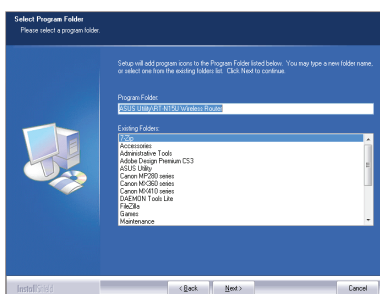 Select Program Folder
Please select a program folder.
Setup will add program icons to the Program Folder listed below. You may type a new folder name,
or select one from the existing folders list. Click Next to continue.
Program Folder:
ASUS Utility\RT-N15U Wireless Router
Existing Folders:
7-Zip
Accessories
Administrative Tools
Adobe Design Premium CS3
ASUS Utility
Canon MP280 series
Canon MX360 series
Canon MX410 series
DAEMON Tools Lite
FileZilla
Games
Maintenance
InstallShield
< Back
Next >
Cancel